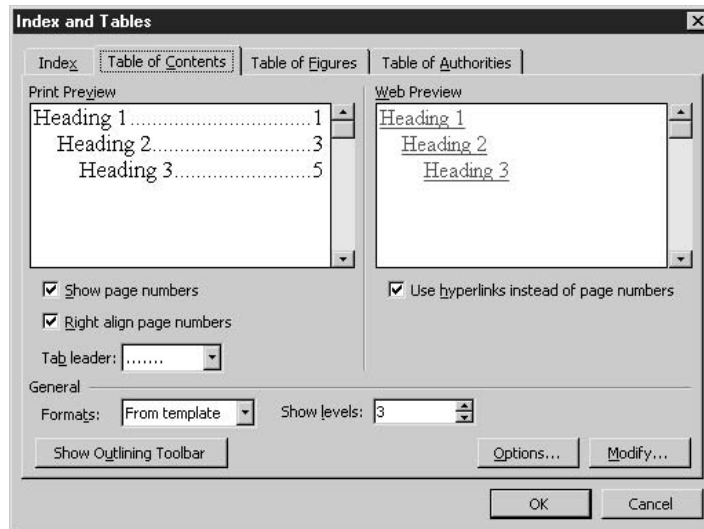 Index and Tables
Index Table of Contents Table of Figures Table of Authorities
Print Preview
Heading 1..............................1
Heading 2..........................3
Heading 3.......................5
Web Preview
Heading 1
Heading 2
Heading 3
Show page numbers
Right align page numbers
Tab leader: .......
Use hyperlinks instead of page numbers
General
Formats: From template Show levels: 3
Show Outlining Toolbar Options... Modify...
OK Cancel